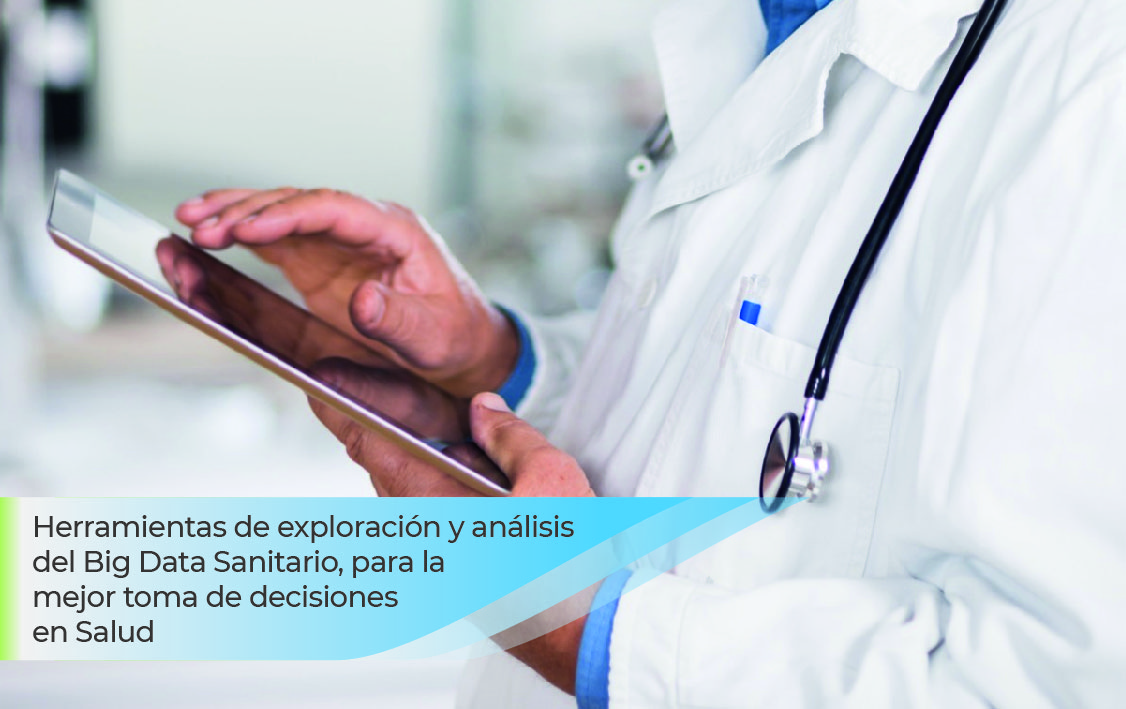 Herramientas de exploración y análisis
del Big Data Sanitario, para la
mejor toma de decisiones
en Salud